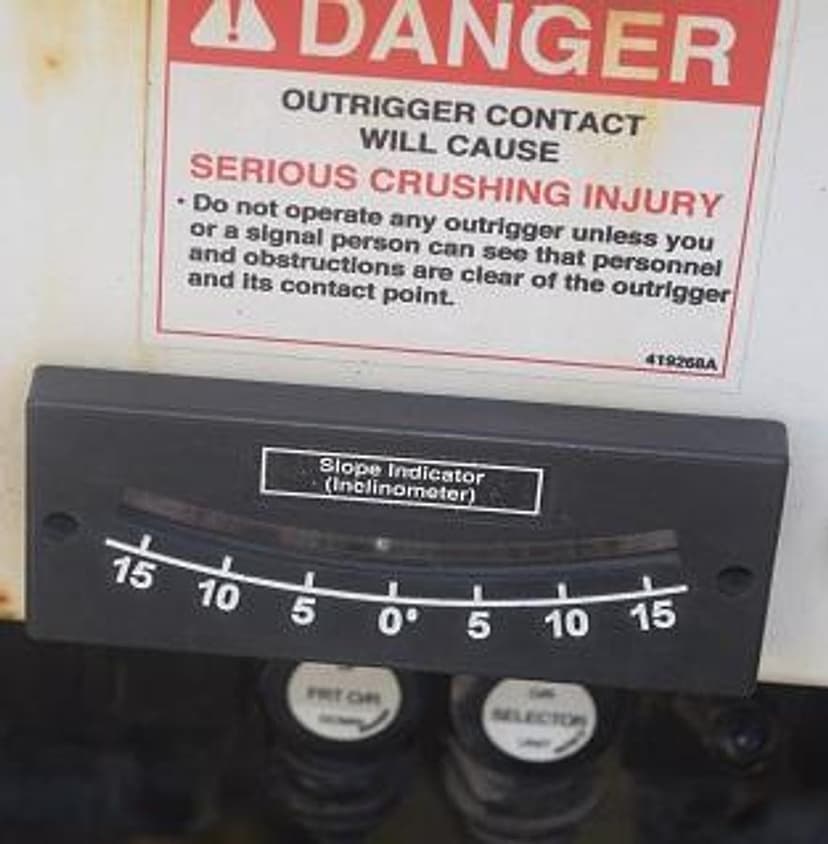 DANGER
OUTRIGGER CONTACT
WILL CAUSE
SERIOUS CRUSHING INJURY
• Do not operate any outrigger unless you
or a signal person can see that personnel
and obstructions are clear of the outrigger
and its contact point.
419268A
Slope Indicator
(Inclinometer)
15 10 5 0° 5 10 15
SELECTOR